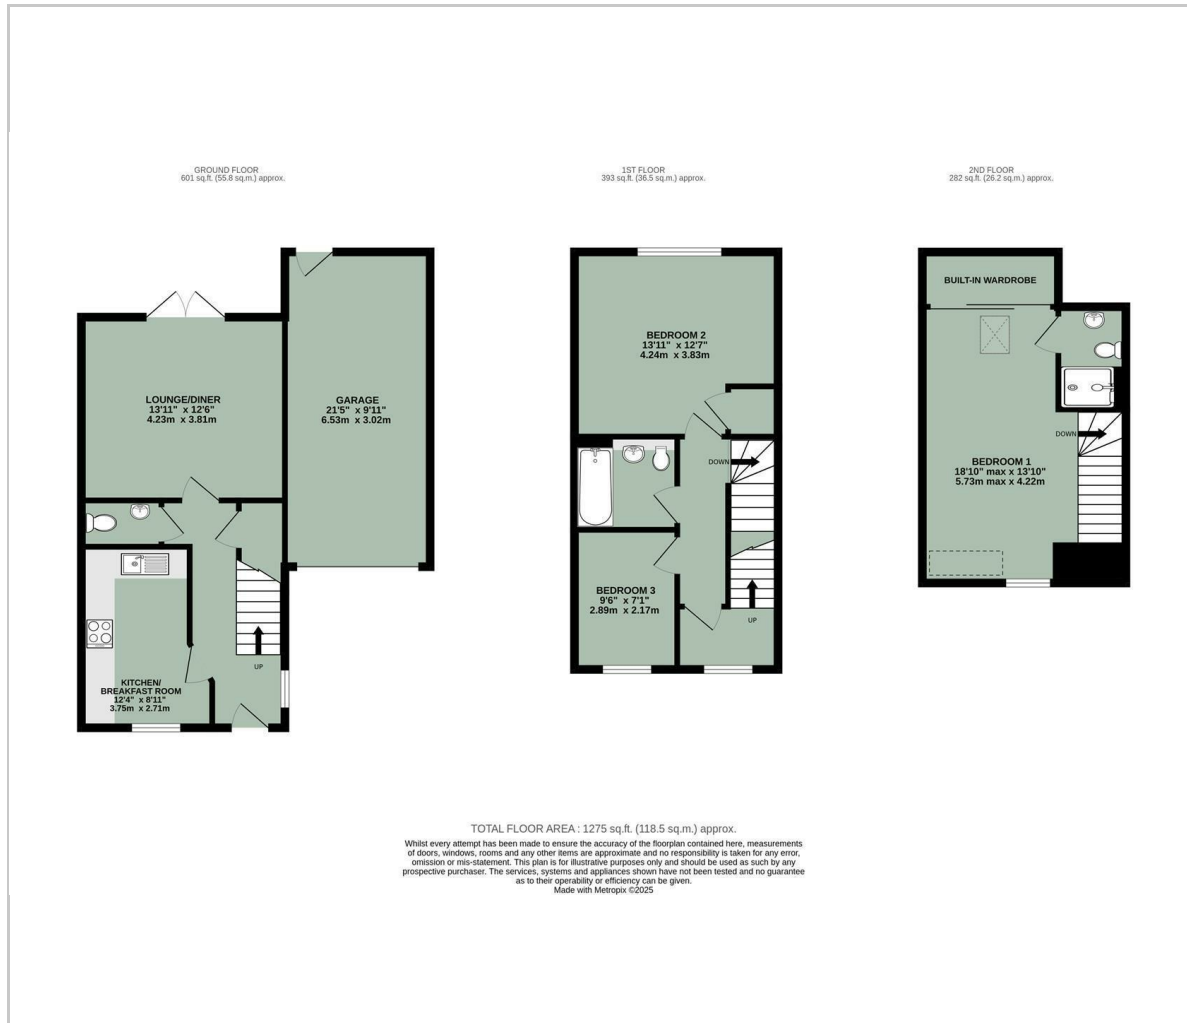 GROUND FLOOR
601 sq.ft. (55.8 sq.m.) approx.
1ST FLOOR
393 sq.ft. (36.5 sq.m.) approx.
2ND FLOOR
282 sq.ft. (26.2 sq.m.) approx.
LOUNGE/DINER
13'11" x 12'6"
4.23m x 3.81m
GARAGE
21'5" x 9'11"
6.53m x 3.02m
UP
KITCHEN/
BREAKFAST ROOM
12'4" x 8'11"
3.75m x 2.71m
BEDROOM 2
13'11" x 12'7"
4.24m x 3.83m
DOWN
BEDROOM 3
9'6" x 7'1"
2.89m x 2.17m
UP
BUILT-IN WARDROBE
DOWN
BEDROOM 1
18'10" max x 13'10"
5.73m max x 4.22m
TOTAL FLOOR AREA : 1275 sq.ft. (118.5 sq.m.) approx.
Whilst every attempt has been made to ensure the accuracy of the floorplan contained here, measurements
of doors, windows, rooms and any other items are approximate and no responsibility is taken for any error,
omission or mis-statement. This plan is for illustrative purposes only and should be used as such by any
prospective purchaser. The services, systems and appliances shown have not been tested and no guarantee
as to their operability or efficiency can be given.
Made with Metropix ©2025